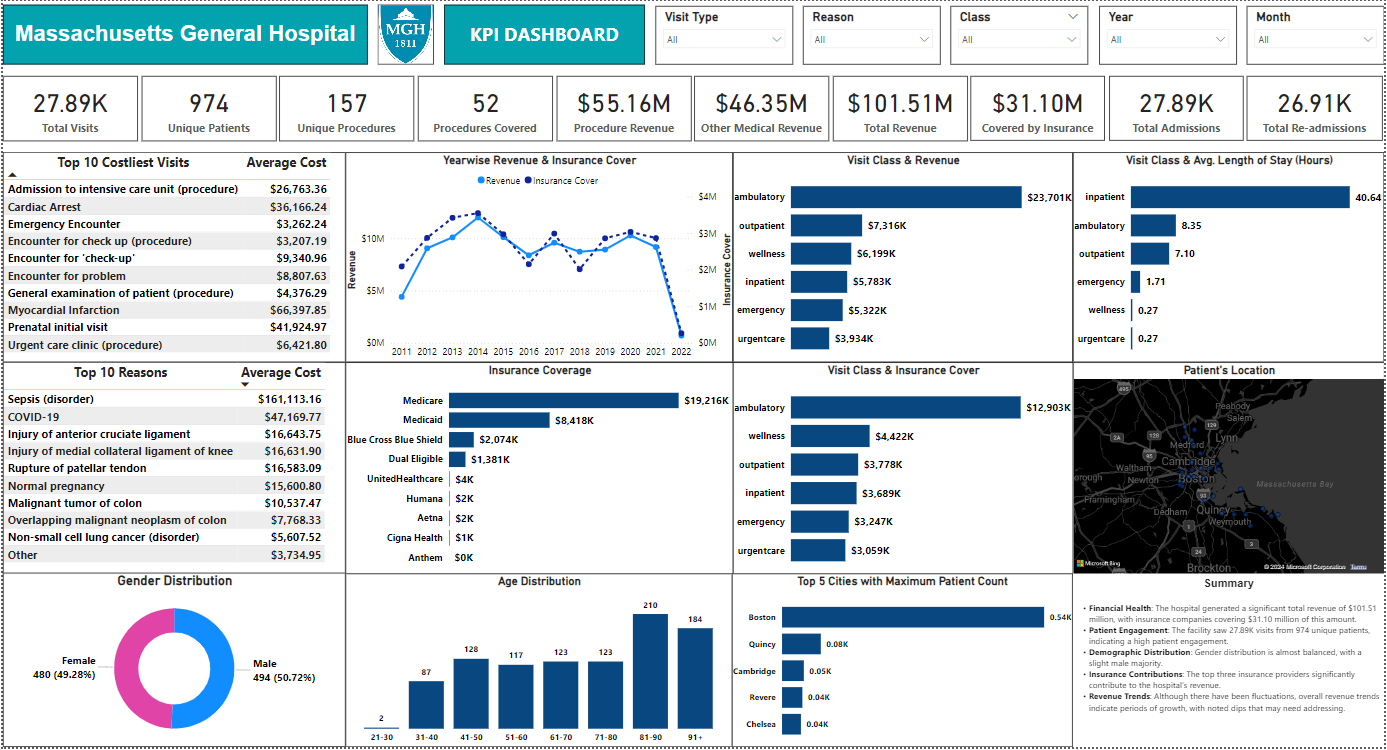 Massachusetts General Hospital
MGH
1811
KPI DASHBOARD
Visit Type
All
Reason
All
Class
All
Year
All
Month
All
27.89K
Total Visits
974
Unique Patients
157
Unique Procedures
52
Procedures Covered
$55.16M
Procedure Revenue
$46.35M
Other Medical Revenue
$101.51M
Total Revenue
$31.10M
Covered by Insurance
27.89K
Total Admissions
26.91K
Total Re-admissions
Top 10 Costliest Visits Average Cost
Admission to intensive care unit (procedure) $26,763.36
Cardiac Arrest $36,166.24
Emergency Encounter $3,262.24
Encounter for check up (procedure) $3,207.19
Encounter for 'check-up' $9,340.96
Encounter for problem $8,807.63
General examination of patient (procedure) $4,376.29
Myocardial Infarction $66,397.85
Prenatal initial visit $41,924.97
Urgent care clinic (procedure) $6,421.80
Yearwise Revenue & Insurance Cover
Revenue Insurance Cover
Revenue
$10M
$5M
$0M
$4M
$3M
$2M
$1M
$0M
Insurance Cover
2011 2012 2013 2014 2015 2016 2017 2018 2019 2020 2021 2022
Visit Class & Revenue
ambulatory $23,701K
outpatient $7,316K
wellness $6,199K
inpatient $5,783K
emergency $5,322K
urgentcare $3,934K
Visit Class & Avg. Length of Stay (Hours)
inpatient 40.64
ambulatory 8.35
outpatient 7.10
emergency 1.71
wellness 0.27
urgentcare 0.27
Top 10 Reasons Average Cost
Sepsis (disorder) $161,113.16
COVID-19 $47,169.77
Injury of anterior cruciate ligament $16,643.75
Injury of medial collateral ligament of knee $16,631.90
Rupture of patellar tendon $16,583.09
Normal pregnancy $15,600.80
Malignant tumor of colon $10,537.47
Overlapping malignant neoplasm of colon $7,768.33
Non-small cell lung cancer (disorder) $5,607.52
Other $3,734.95
Insurance Coverage
Medicare $19,216K
Medicaid $8,418K
Blue Cross Blue Shield $2,074K
Dual Eligible $1,381K
UnitedHealthcare $4K
Humana $2K
Aetna $2K
Cigna Health $1K
Anthem $0K
Visit Class & Insurance Cover
ambulatory $12,903K
wellness $4,422K
outpatient $3,778K
inpatient $3,689K
emergency $3,247K
urgentcare $3,059K
Patient's Location
495
Peabody
Salem
129
2A
128
Medford
Lynn
95
Waltham
Cambridge
orough
Newton
Boston
Massachusetts Bay
Framingham
93
Quincy
Dedham
Weymouth
1
3
24
Brockton
Microsoft Bing
© 2024 Microsoft Corporation Terms
Gender Distribution
Female
480 (49.28%)
Male
494 (50.72%)
Age Distribution
2 87 128 117 123 123 210 184
21-30 31-40 41-50 51-60 61-70 71-80 81-90 91+
Top 5 Cities with Maximum Patient Count
Boston 0.54K
Quincy 0.08K
Cambridge 0.05K
Revere 0.04K
Chelsea 0.04K
Summary
• Financial Health: The hospital generated a significant total revenue of $101.51
million, with insurance companies covering $31.10 million of this amount.
• Patient Engagement: The facility saw 27.89K visits from 974 unique patients,
indicating a high patient engagement.
• Demographic Distribution: Gender distribution is almost balanced, with a
slight male majority.
• Insurance Contributions: The top three insurance providers significantly
contribute to the hospital's revenue.
• Revenue Trends: Although there have been fluctuations, overall revenue trends
indicate periods of growth, with noted dips that may need addressing.